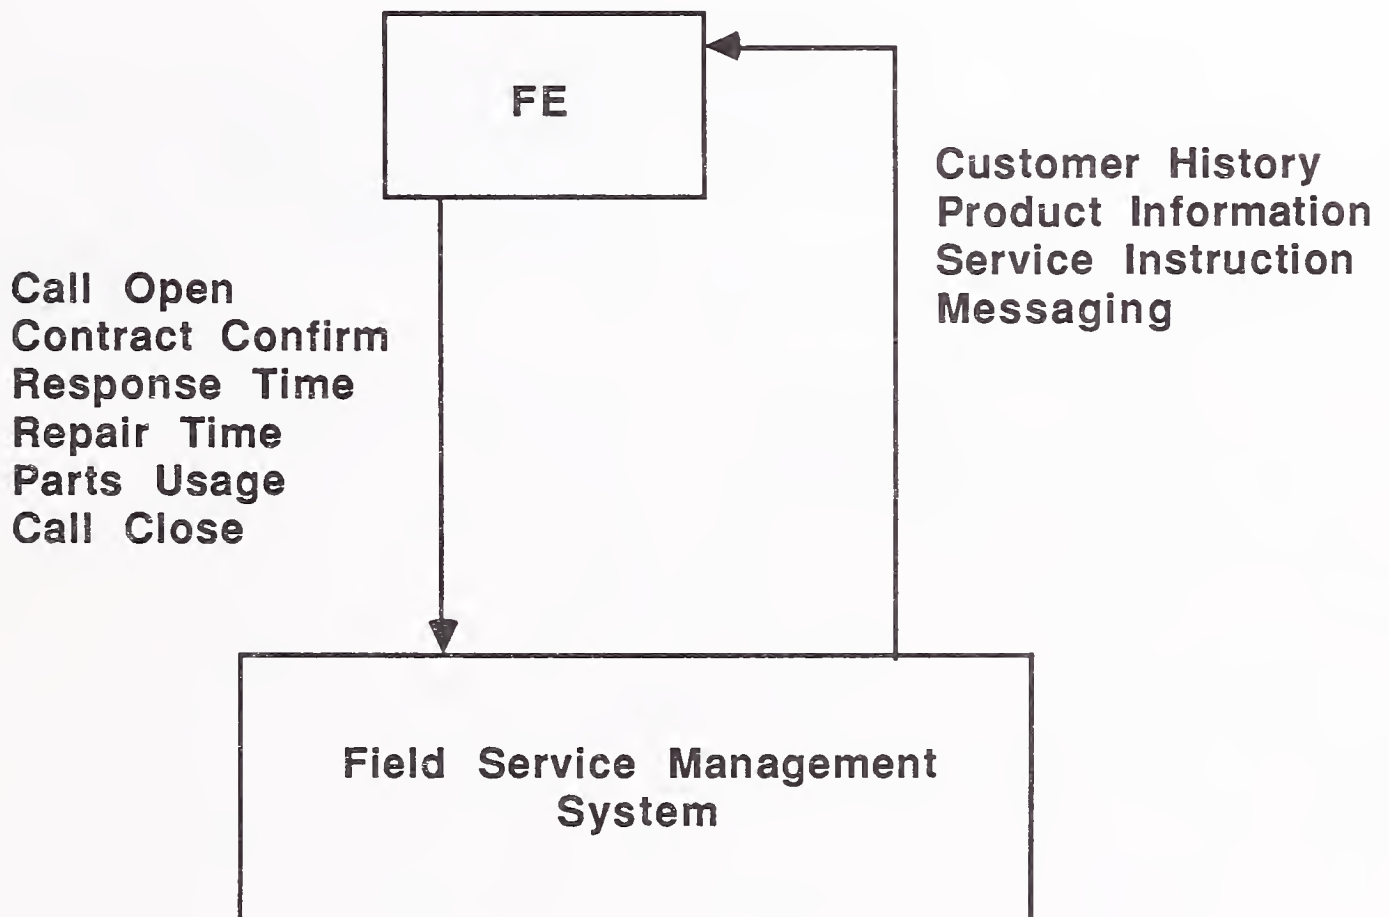 FE
Customer History
Product Information
Service Instruction
Messaging
Call Open
Contract Confirm
Response Time
Repair Time
Parts Usage
Call Close
Field Service Management
System